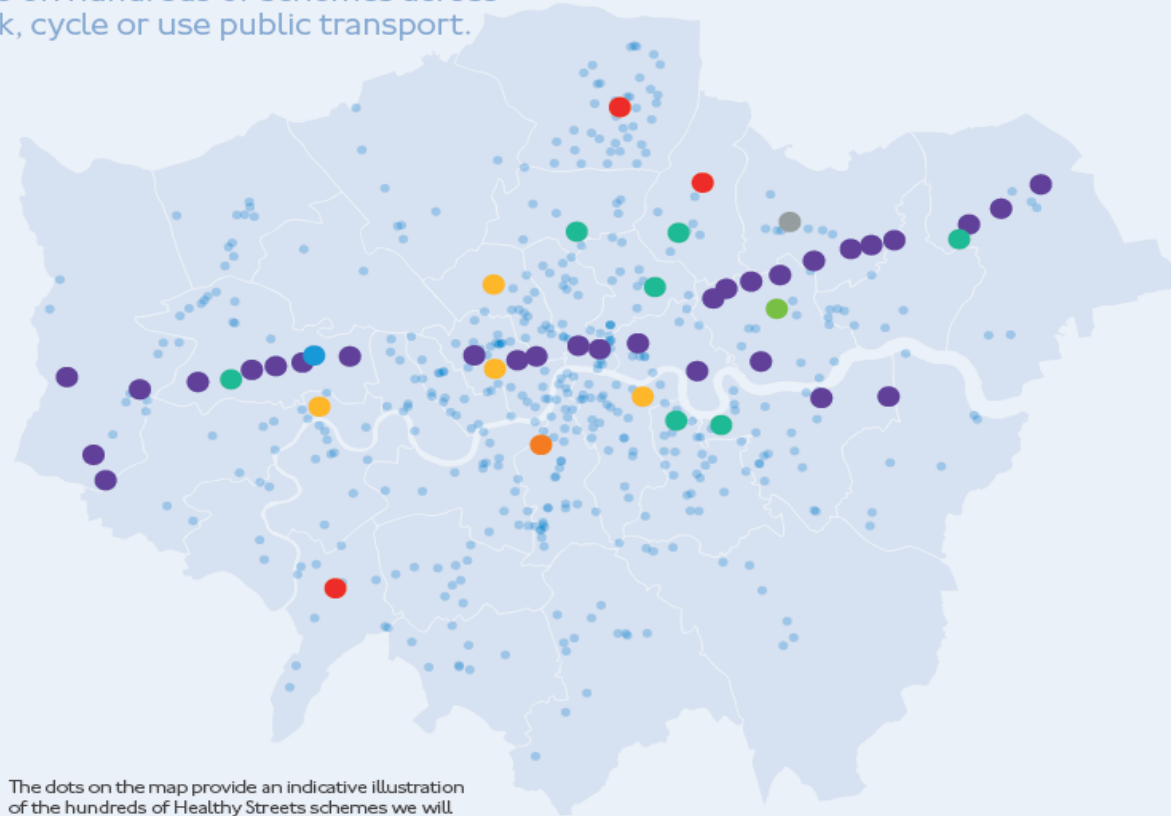 k, cycle or use public transport.
The dots on the map provide an indicative illustration
of the hundreds of Healthy Streets schemes we will